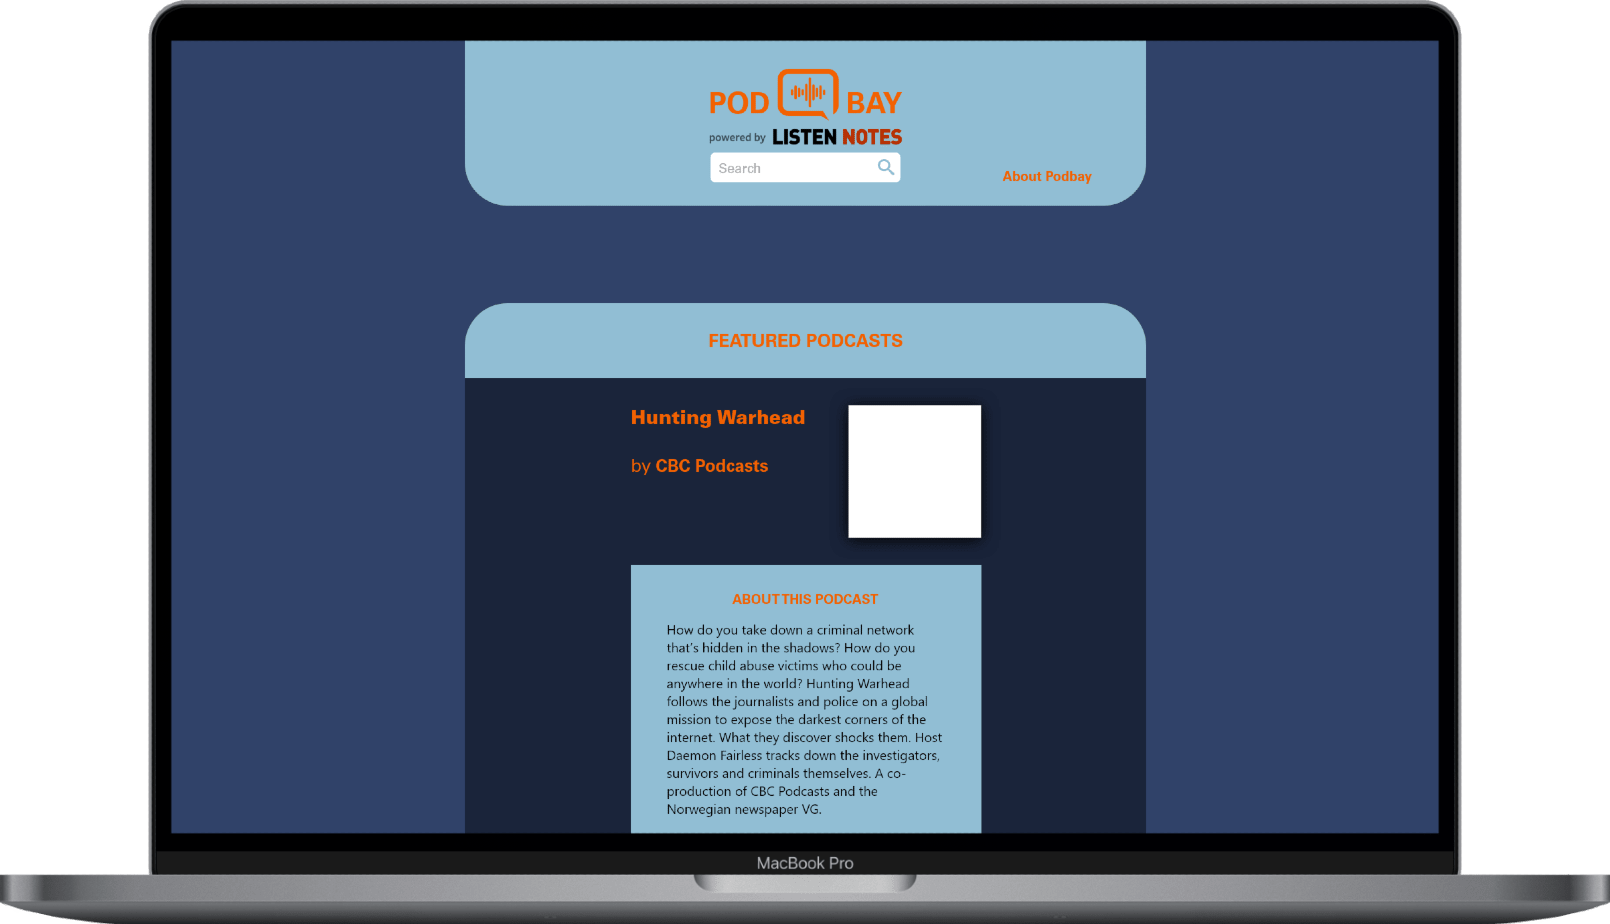 POD BAY
powered by LISTEN NOTES
Search
About Podbay
FEATURED PODCASTS
Hunting Warhead
by CBC Podcasts
ABOUT THIS PODCAST
How do you take down a criminal network
that's hidden in the shadows? How do you
rescue child abuse victims who could be
anywhere in the world? Hunting Warhead
follows the journalists and police on a global
mission to expose the darkest corners of the
internet. What they discover shocks them. Host
Daemon Fairless tracks down the investigators,
survivors and criminals themselves. A co-
production of CBC Podcasts and the
Norwegian newspaper VG.
MacBook Pro